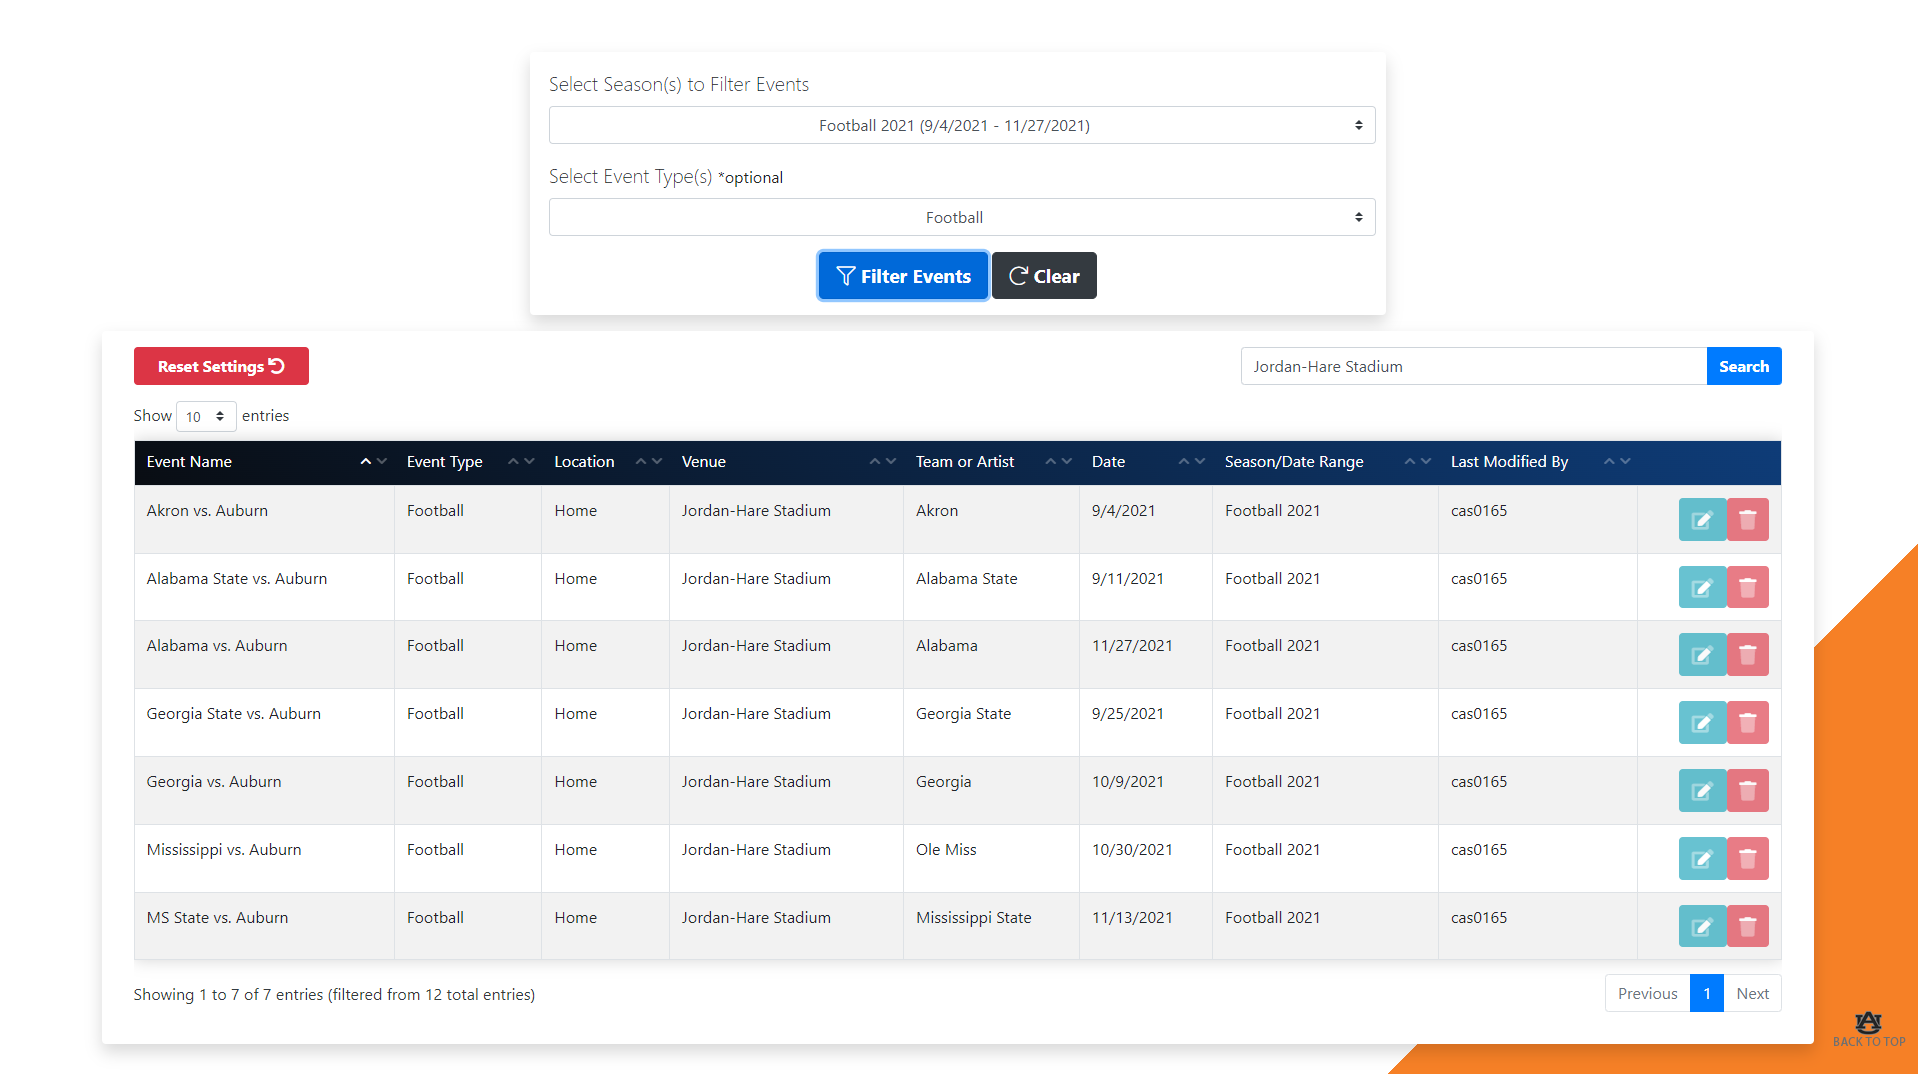 Select Season(s) to Filter Events
Football 2021 (9/4/2021 - 11/27/2021)
Select Event Type(s) *optional
Football
Filter Events Clear
Reset Settings Jordan-Hare Stadium Search
Show 10 entries
Event Name Event Type Location Venue Team or Artist Date Season/Date Range Last Modified By
Akron vs. Auburn Football Home Jordan-Hare Stadium Akron 9/4/2021 Football 2021 cas0165
Alabama State vs. Auburn Football Home Jordan-Hare Stadium Alabama State 9/11/2021 Football 2021 cas0165
Alabama vs. Auburn Football Home Jordan-Hare Stadium Alabama 11/27/2021 Football 2021 cas0165
Georgia State vs. Auburn Football Home Jordan-Hare Stadium Georgia State 9/25/2021 Football 2021 cas0165
Georgia vs. Auburn Football Home Jordan-Hare Stadium Georgia 10/9/2021 Football 2021 cas0165
Mississippi vs. Auburn Football Home Jordan-Hare Stadium Ole Miss 10/30/2021 Football 2021 cas0165
MS State vs. Auburn Football Home Jordan-Hare Stadium Mississippi State 11/13/2021 Football 2021 cas0165
Showing 1 to 7 of 7 entries (filtered from 12 total entries) Previous 1 Next
AU
BACK TO TOP